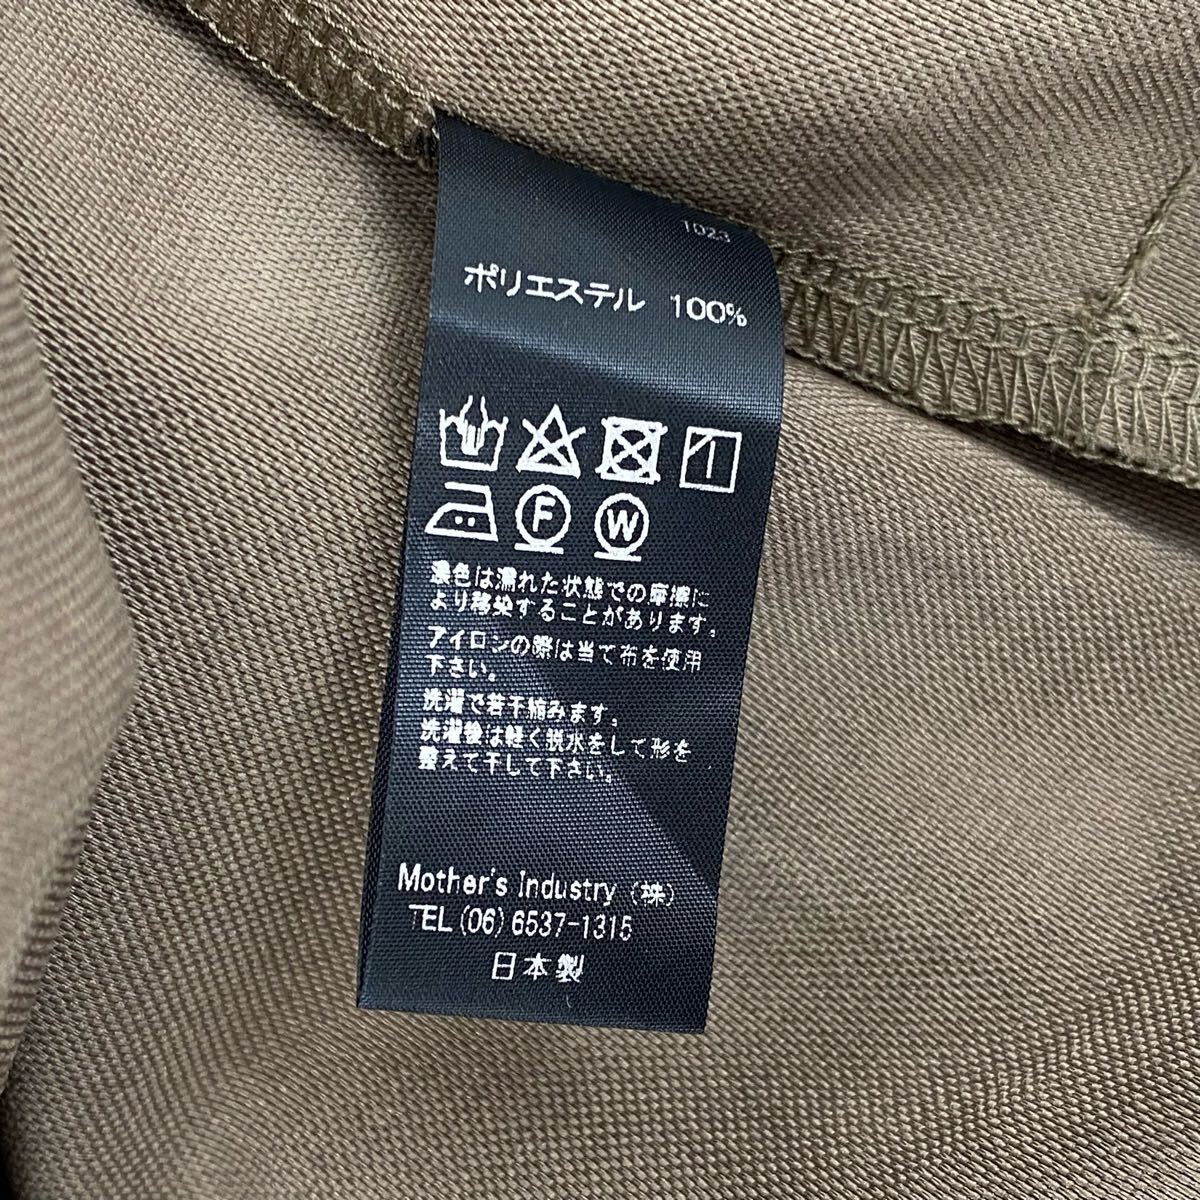 1023
ポリエステル 100%
F W
濃色は濡れた状態での摩擦に
より移染することがあります。
アイロンの際は当て布を使用
下さい。
洗濯で若干縮みます。
洗濯後は軽く脱水をして形を
整えて干して下さい。
Mother's Industry (株)
TEL(06)6537-1315
日本製